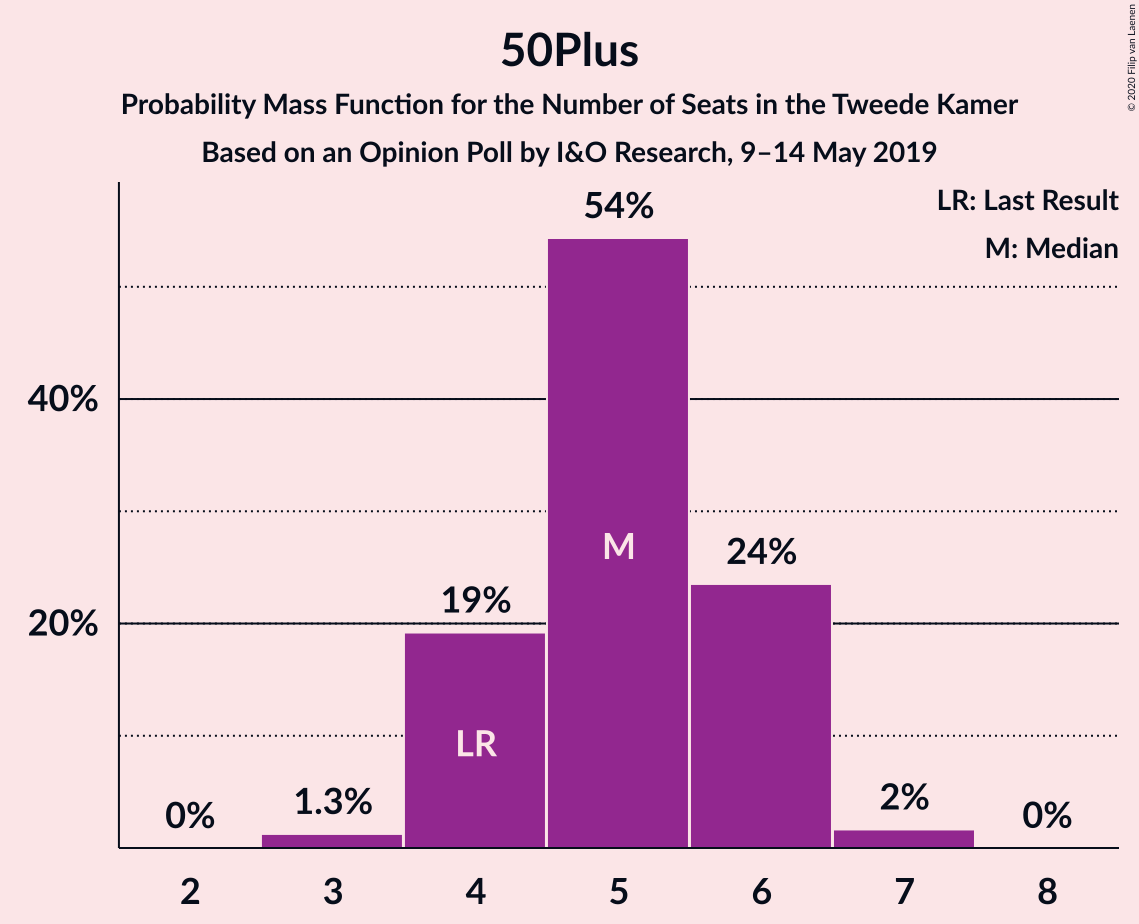 50Plus
Probability Mass Function for the Number of Seats in the Tweede Kamer
Based on an Opinion Poll by I&O Research, 9–14 May 2019
© 2020 Filip van Laenen
LR: Last Result
M: Median
54%
40%
M
24%
19%
20%
LR
1.3%
2%
0%
0%
2 3 4 5 6 7 8